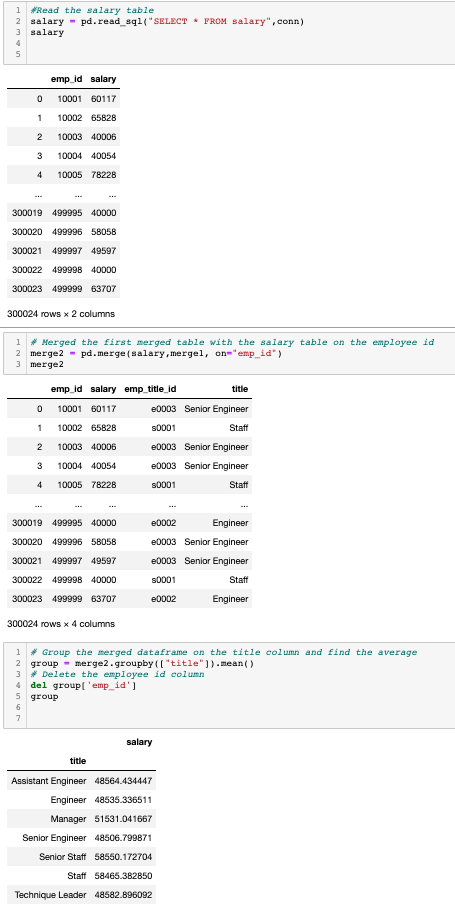 1 #Read the salary table
2 salary = pd.read_sql("SELECT * FROM salary",conn)
3 salary
4
5
emp_id salary
0 10001 60117
1 10002 65828
2 10003 40006
3 10004 40054
4 10005 78228
... ... ...
300019 499995 40000
300020 499996 58058
300021 499997 49597
300022 499998 40000
300023 499999 63707
300024 rows × 2 columns
1 # Merged the first merged table with the salary table on the employee id
2 merge2 = pd.merge(salary,merge1, on="emp_id")
3 merge2
emp_id salary emp_title_id title
0 10001 60117 e0003 Senior Engineer
1 10002 65828 s0001 Staff
2 10003 40006 e0003 Senior Engineer
3 10004 40054 e0003 Senior Engineer
4 10005 78228 s0001 Staff
... ... ... ... ...
300019 499995 40000 e0002 Engineer
300020 499996 58058 e0003 Senior Engineer
300021 499997 49597 e0003 Senior Engineer
300022 499998 40000 s0001 Staff
300023 499999 63707 e0002 Engineer
300024 rows × 4 columns
1 # Group the merged dataframe on the title column and find the average
2 group = merge2.groupby(["title"]).mean()
3 # Delete the employee id column
4 del group['emp_id']
5 group
6
7
salary
title
Assistant Engineer 48564.434447
Engineer 48535.336511
Manager 51531.041667
Senior Engineer 48506.799871
Senior Staff 58550.172704
Staff 58465.382850
Technique Leader 48582.896092